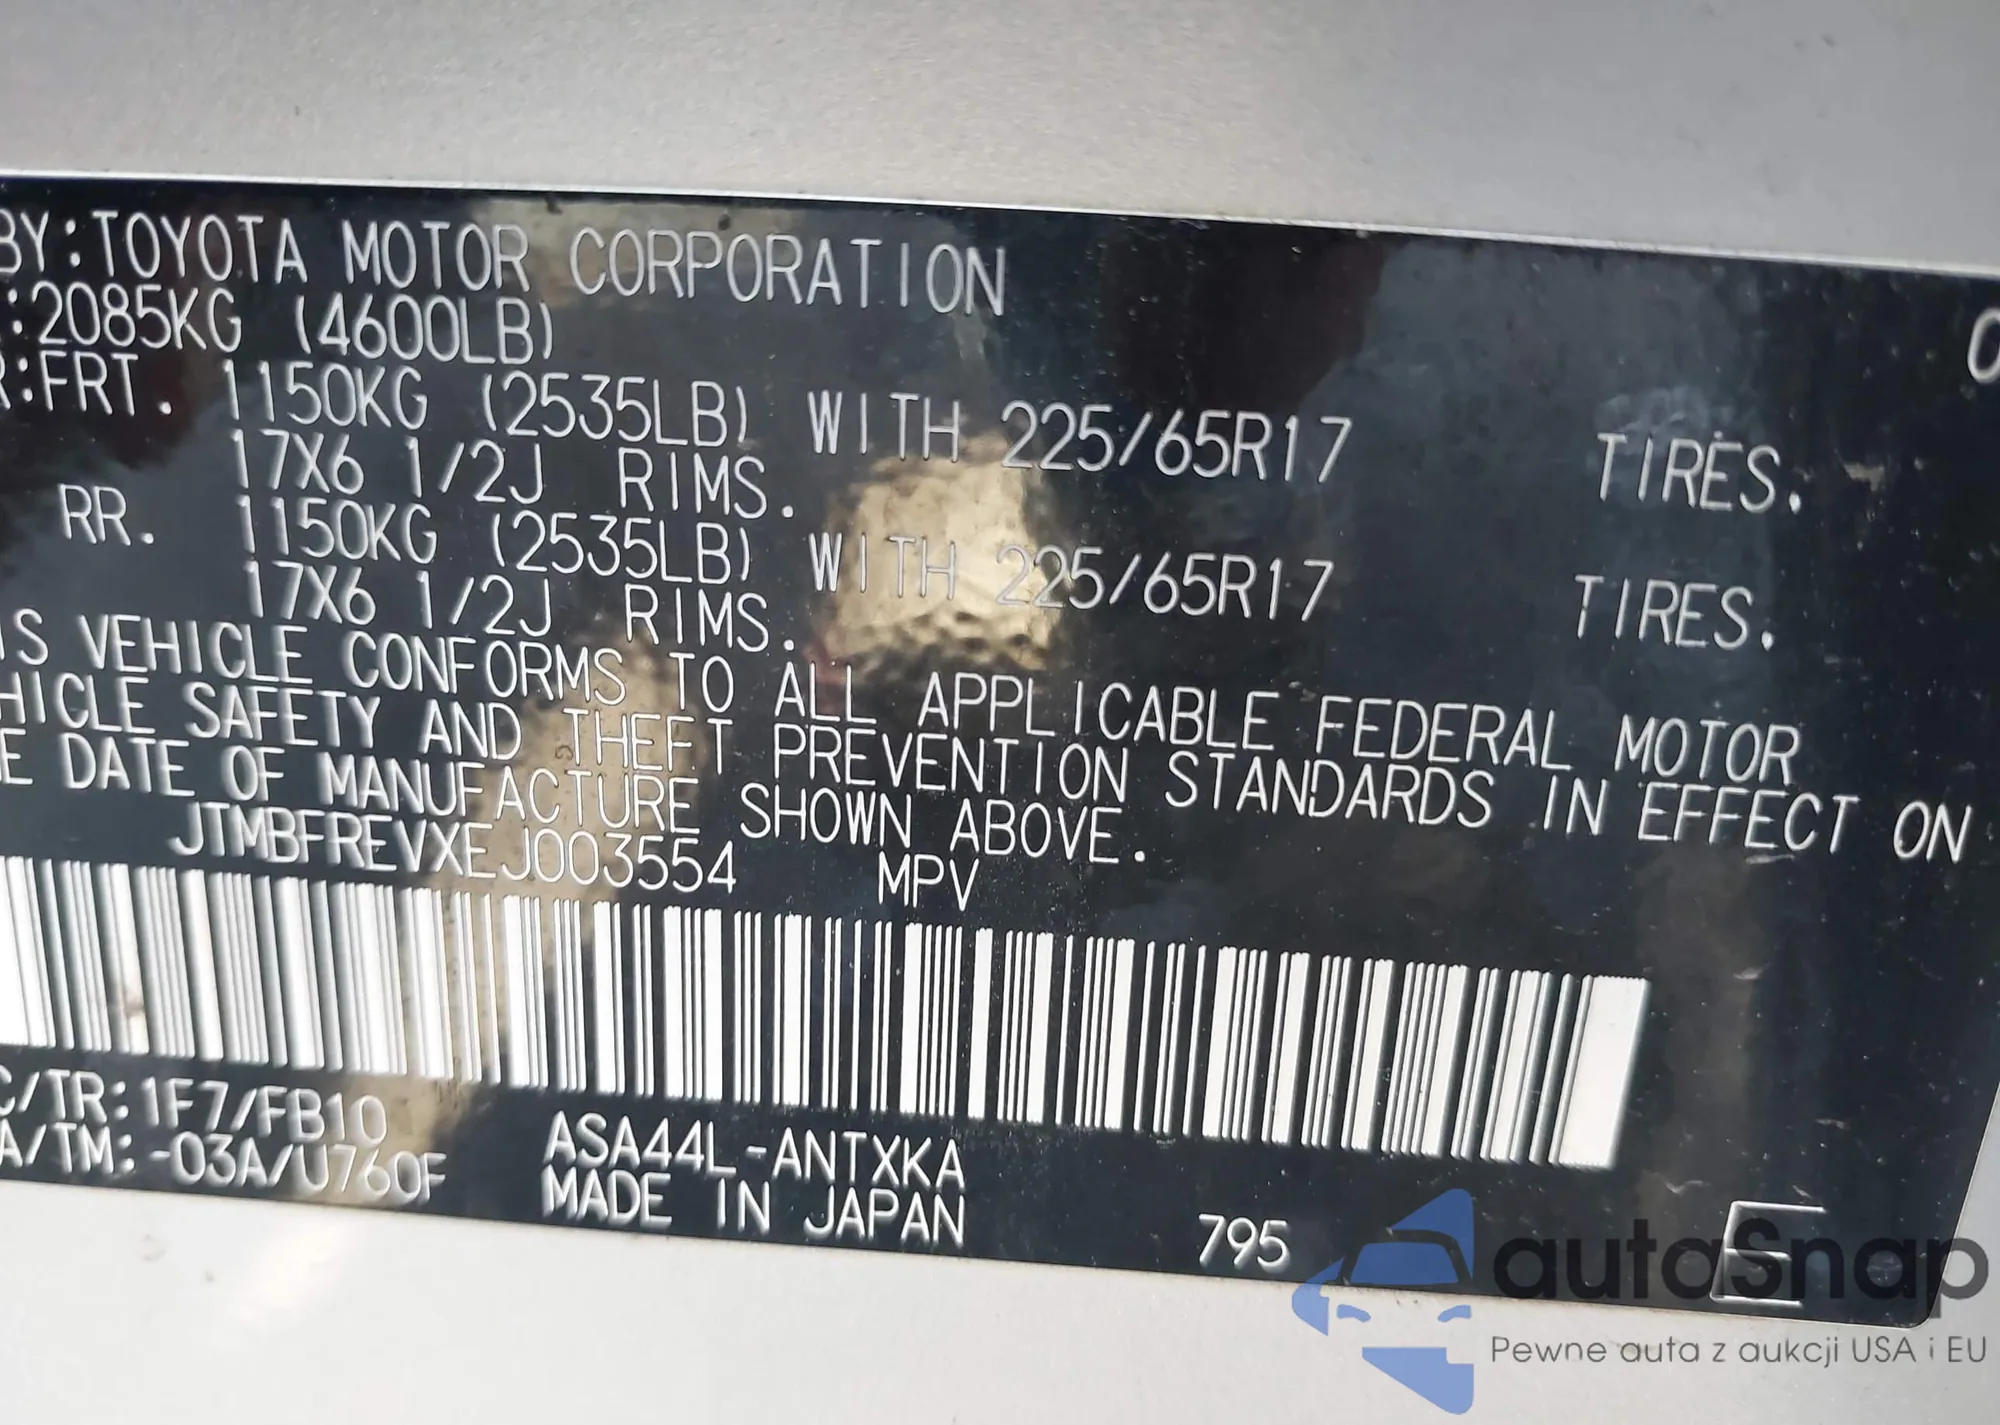 BY:TOYOTA MOTOR CORPORATION
:2085KG (4600LB)
R:FRT. 1150KG (2535LB) WITH 225/65R17 TIRES.
17X6 1/2J RIMS.
RR. 1150KG (2535LB) WITH 225/65R17 TIRES.
17X6 1/2J RIMS.
IS VEHICLE CONFORMS TO ALL APPLICABLE FEDERAL MOTOR
HICLE SAFETY AND THEFT PREVENTION STANDARDS IN EFFECT ON
E DATE OF MANUFACTURE SHOWN ABOVE.
JTMBFREVXEJ003554 MPV
C/TR:1F7/FB10 ASA44L-ANTXKA
A/TM:-03A/U760F MADE IN JAPAN
795 E
autoSnap
Pewne auta z aukcji USA i EU